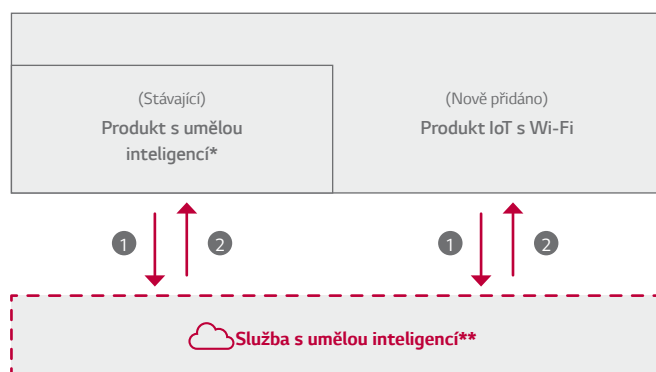 (Stávající)
Produkt s umělou
inteligencí*
(Nově přidáno)
Produkt IoT s Wi-Fi
1
2
1
2
Služba s umělou inteligencí**